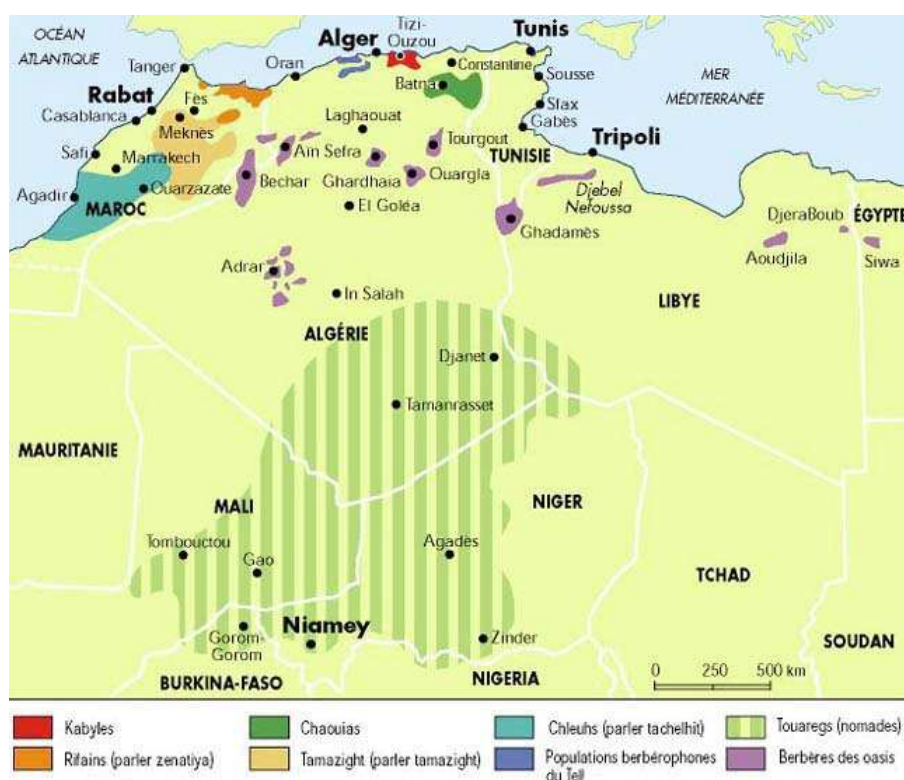 OCÉAN
ATLANTIQUE
Tanger
Rabat
Casablanca
Fès
Meknès
Safi
Marrakech
Ouarzazate
Agadir
MAROC
Oran
Alger
Tizi-
Ouzou
Constantine
Batna
Tunis
Sousse
Sfax
Gabès
TUNISIE
MER
MÉDITERRANÉE
Tripoli
Laghaouat
Aïn Sefra
Bechar
Ghardhaia
Tourgout
Ouargla
El Goléa
Djebel
Nefoussa
Ghadamès
DjeraBoub
ÉGYPTE
Aoudjila
Siwa
Adrar
In Salah
ALGÉRIE
LIBYE
Djanet
Tamanrasset
MAURITANIE
MALI
NIGER
Tombouctou
Gao
Agadès
TCHAD
Gorom-
Gorom
Niamey
Zinder
SOUDAN
BURKINA-FASO
NIGERIA
0 250 500 km
Kabyles
Chaouias
Chleuhs (parler tachelhit)
Touaregs (nomades)
Rifains (parler zenatiya)
Tamazight (parler tamazight)
Populations berbérophones
du Tell
Berbères des oasis